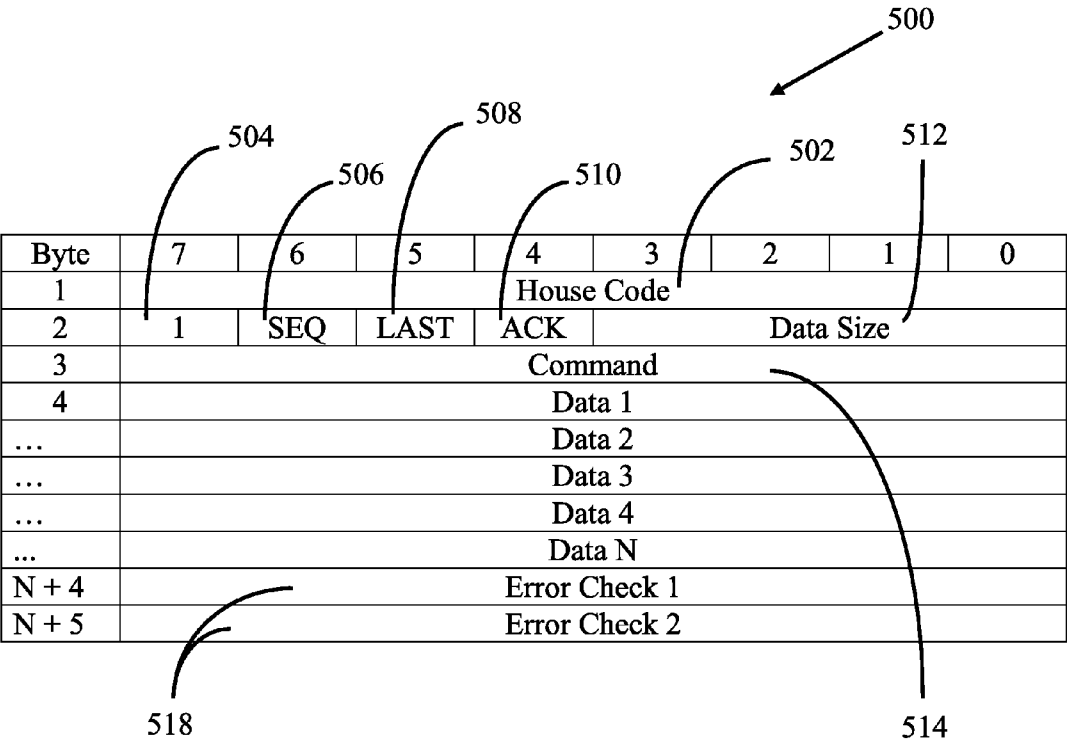 500
508
504
512
502
506
510
Byte 7 6 5 4 3 2 1 0
1 House Code
2 1 SEQ LAST ACK Data Size
3 Command
4 Data 1
... Data 2
... Data 3
... Data 4
... Data N
N + 4 Error Check 1
N + 5 Error Check 2
518
514